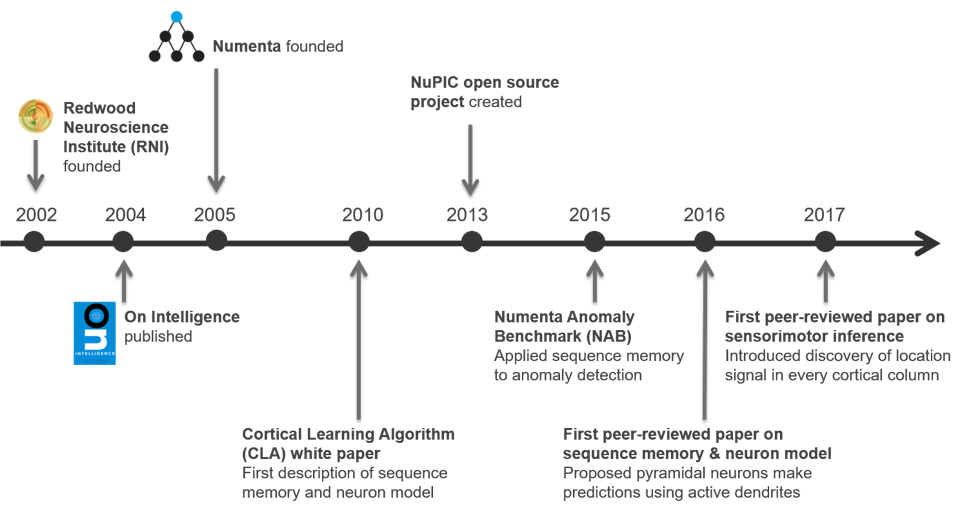 Numenta founded
NuPIC open source
project created
Redwood
Neuroscience
Institute (RNI)
founded
2002
2004
2005
2010
2013
2015
2016
2017
On Intelligence
published
ON
INTELLIGENCE
Numenta Anomaly
Benchmark (NAB)
Applied sequence memory
to anomaly detection
First peer-reviewed paper on
sensorimotor inference
Introduced discovery of location
signal in every cortical column
Cortical Learning Algorithm
(CLA) white paper
First description of sequence
memory and neuron model
First peer-reviewed paper on
sequence memory & neuron model
Proposed pyramidal neurons make
predictions using active dendrites